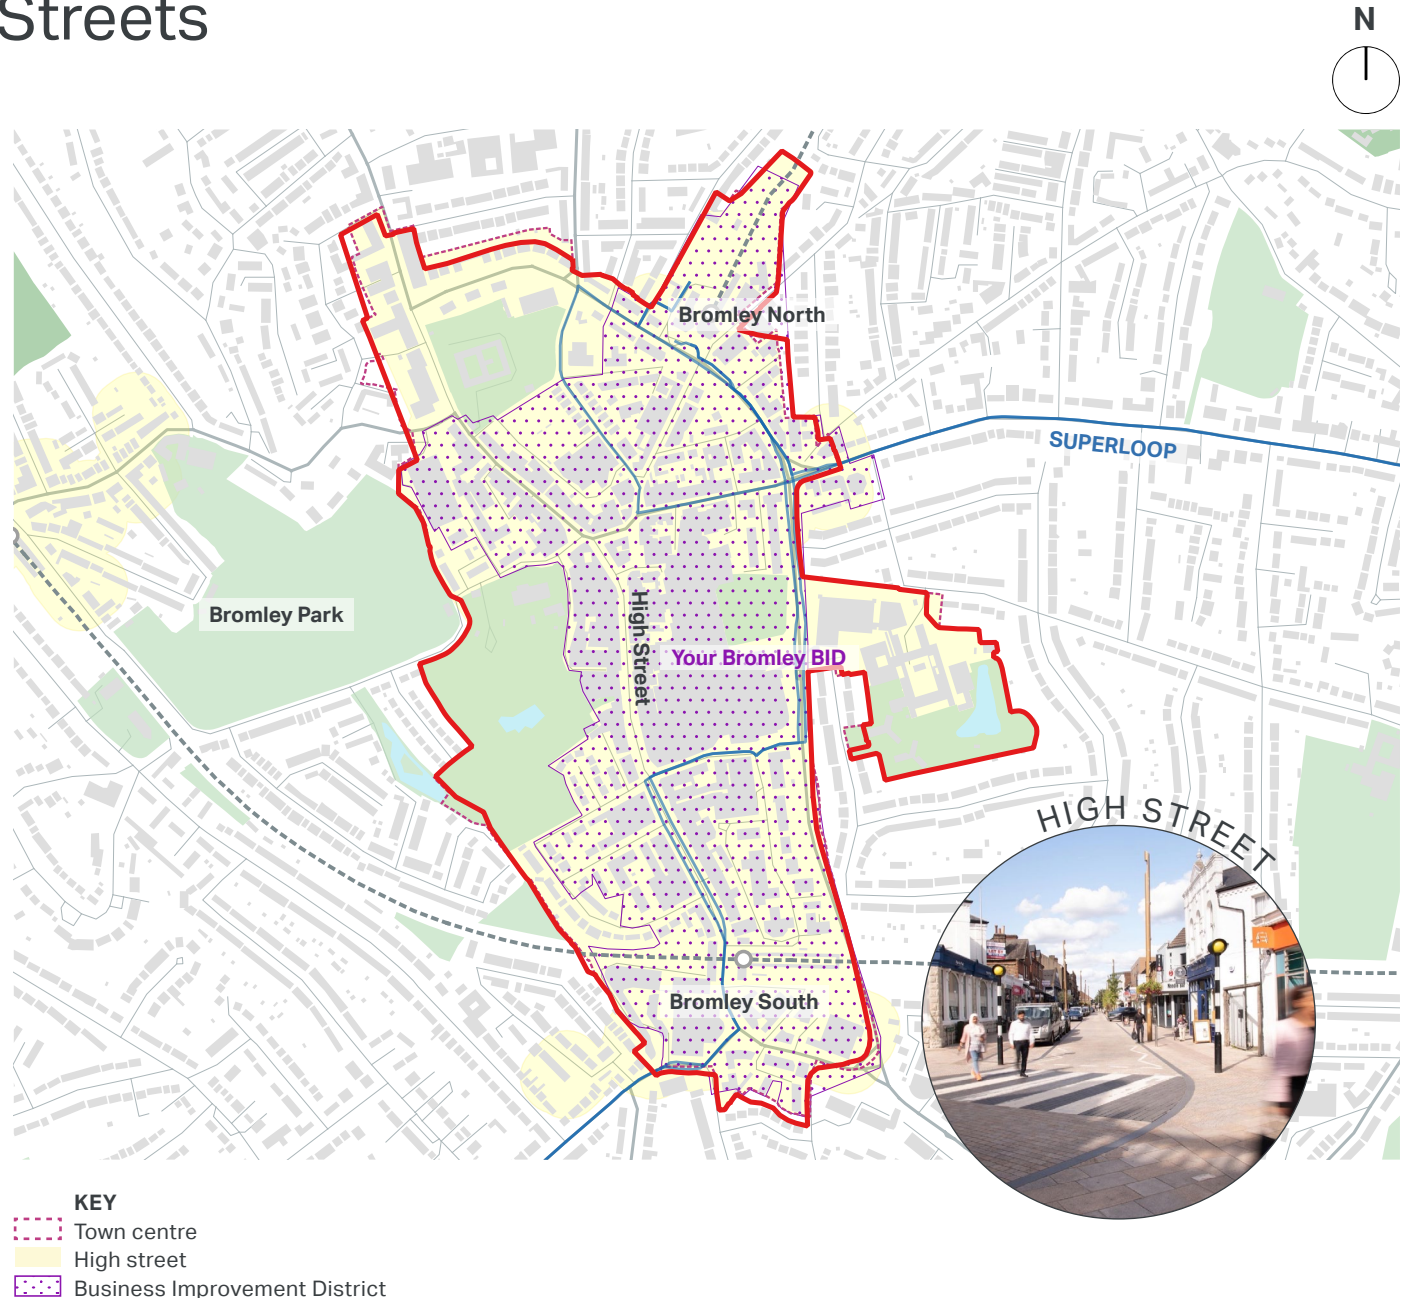 Streets
N
Bromley North
SUPERLOOP
Bromley Park
High Street
Your Bromley BID
HIGH STREET
Bromley South
KEY
Town centre
High street
Business Improvement District